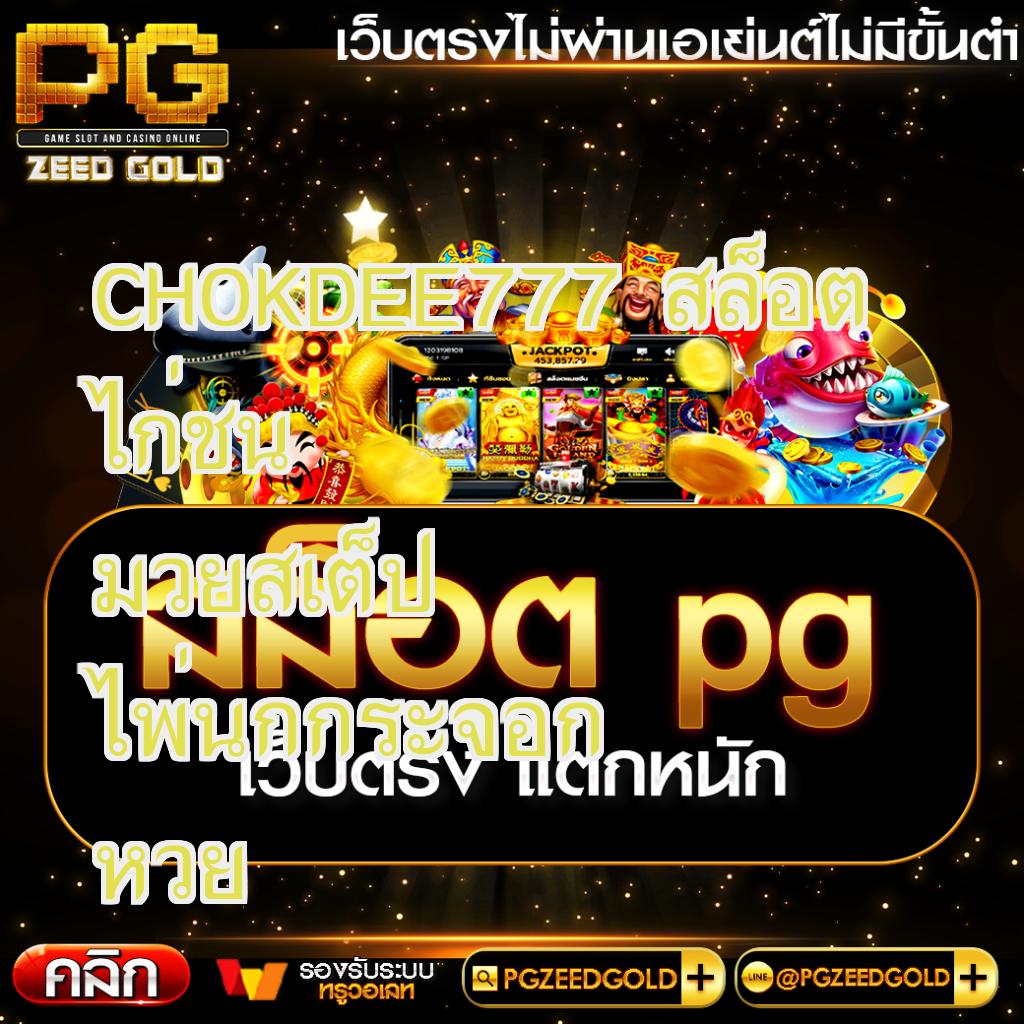 เว็บตรงไม่ผ่านเอเย่นต์ไม่มีขั้นต่ำ
PG
GAME SLOT AND CASINO ONLINE
ZEED GOLD
CHOKDEE777 สล็อต
JACKPOT
453,857.29
1203198108
ไก่ชน
มวยสเต็ป
สล็อต pg
ไพ่นกกระจอก
เว็บตรง แตกหนัก
หวย
คลิก
รองรับระบบ
ทรูวอเลท
PGZEEDGOLD +
LINE @PGZEEDGOLD +